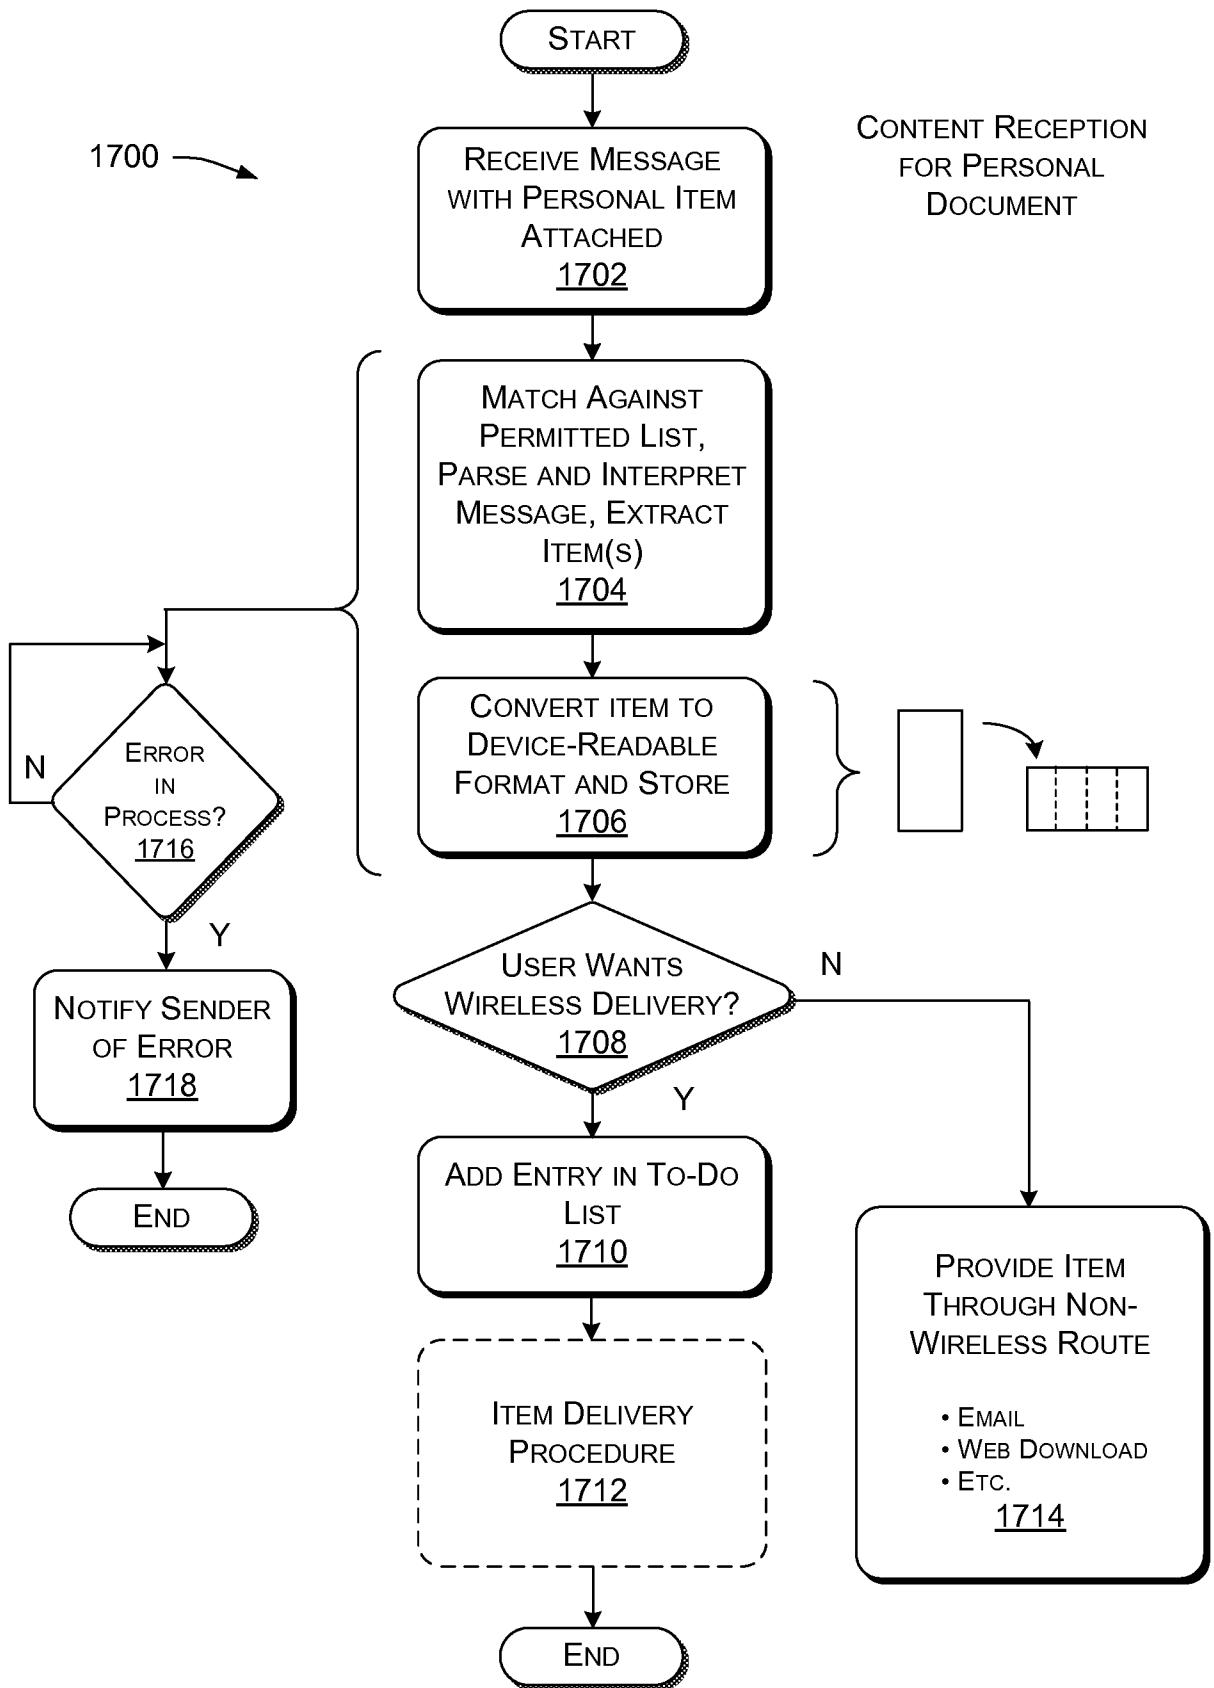 START
1700
CONTENT RECEPTION
FOR PERSONAL
DOCUMENT
RECEIVE MESSAGE
WITH PERSONAL ITEM
ATTACHED
1702
MATCH AGAINST
PERMITTED LIST,
PARSE AND INTERPRET
MESSAGE, EXTRACT
ITEM(S)
1704
CONVERT ITEM TO
DEVICE-READABLE
FORMAT AND STORE
1706
N
ERROR
IN
PROCESS?
1716
Y
NOTIFY SENDER
OF ERROR
1718
END
USER WANTS
WIRELESS DELIVERY?
1708
N
Y
ADD ENTRY IN TO-DO
LIST
1710
ITEM DELIVERY
PROCEDURE
1712
END
PROVIDE ITEM
THROUGH NON-
WIRELESS ROUTE
• EMAIL
• WEB DOWNLOAD
• ETC.
1714